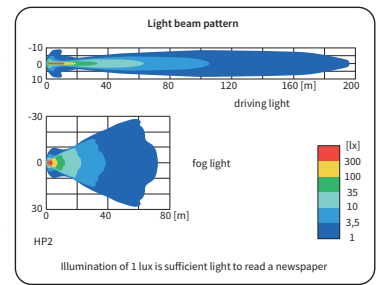 Light beam pattern
-10
0
10
0 40 80 120 160 [m] 200
driving light
-30
0
30
0 40 80 [m]
fog light
[lx]
300
100
35
10
3,5
1
HP2
Illumination of 1 lux is sufficient light to read a newspaper